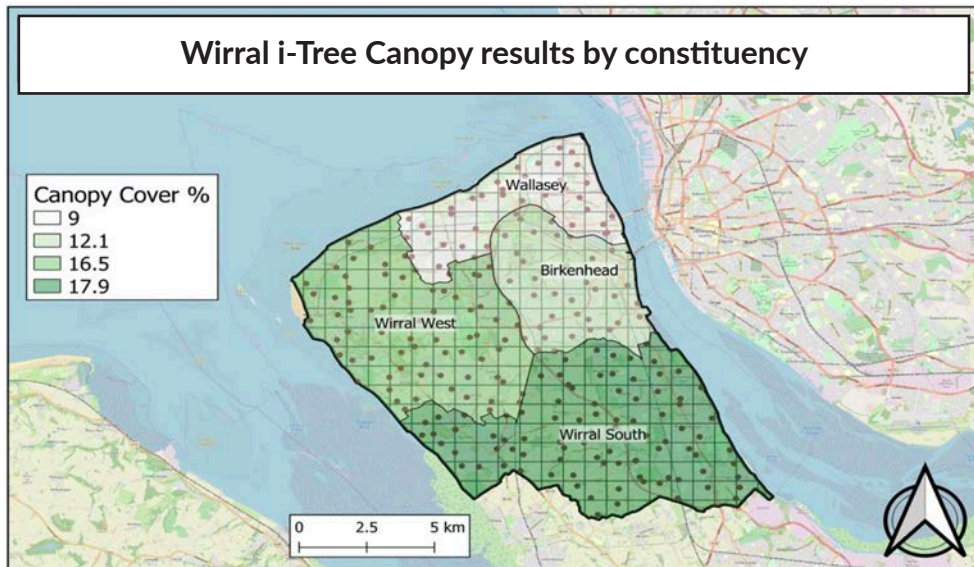 Wirral i-Tree Canopy results by constituency
Canopy Cover %
9
12.1
16.5
17.9
Wallasey
Birkenhead
Wirral West
Wirral South
0 2.5 5 km